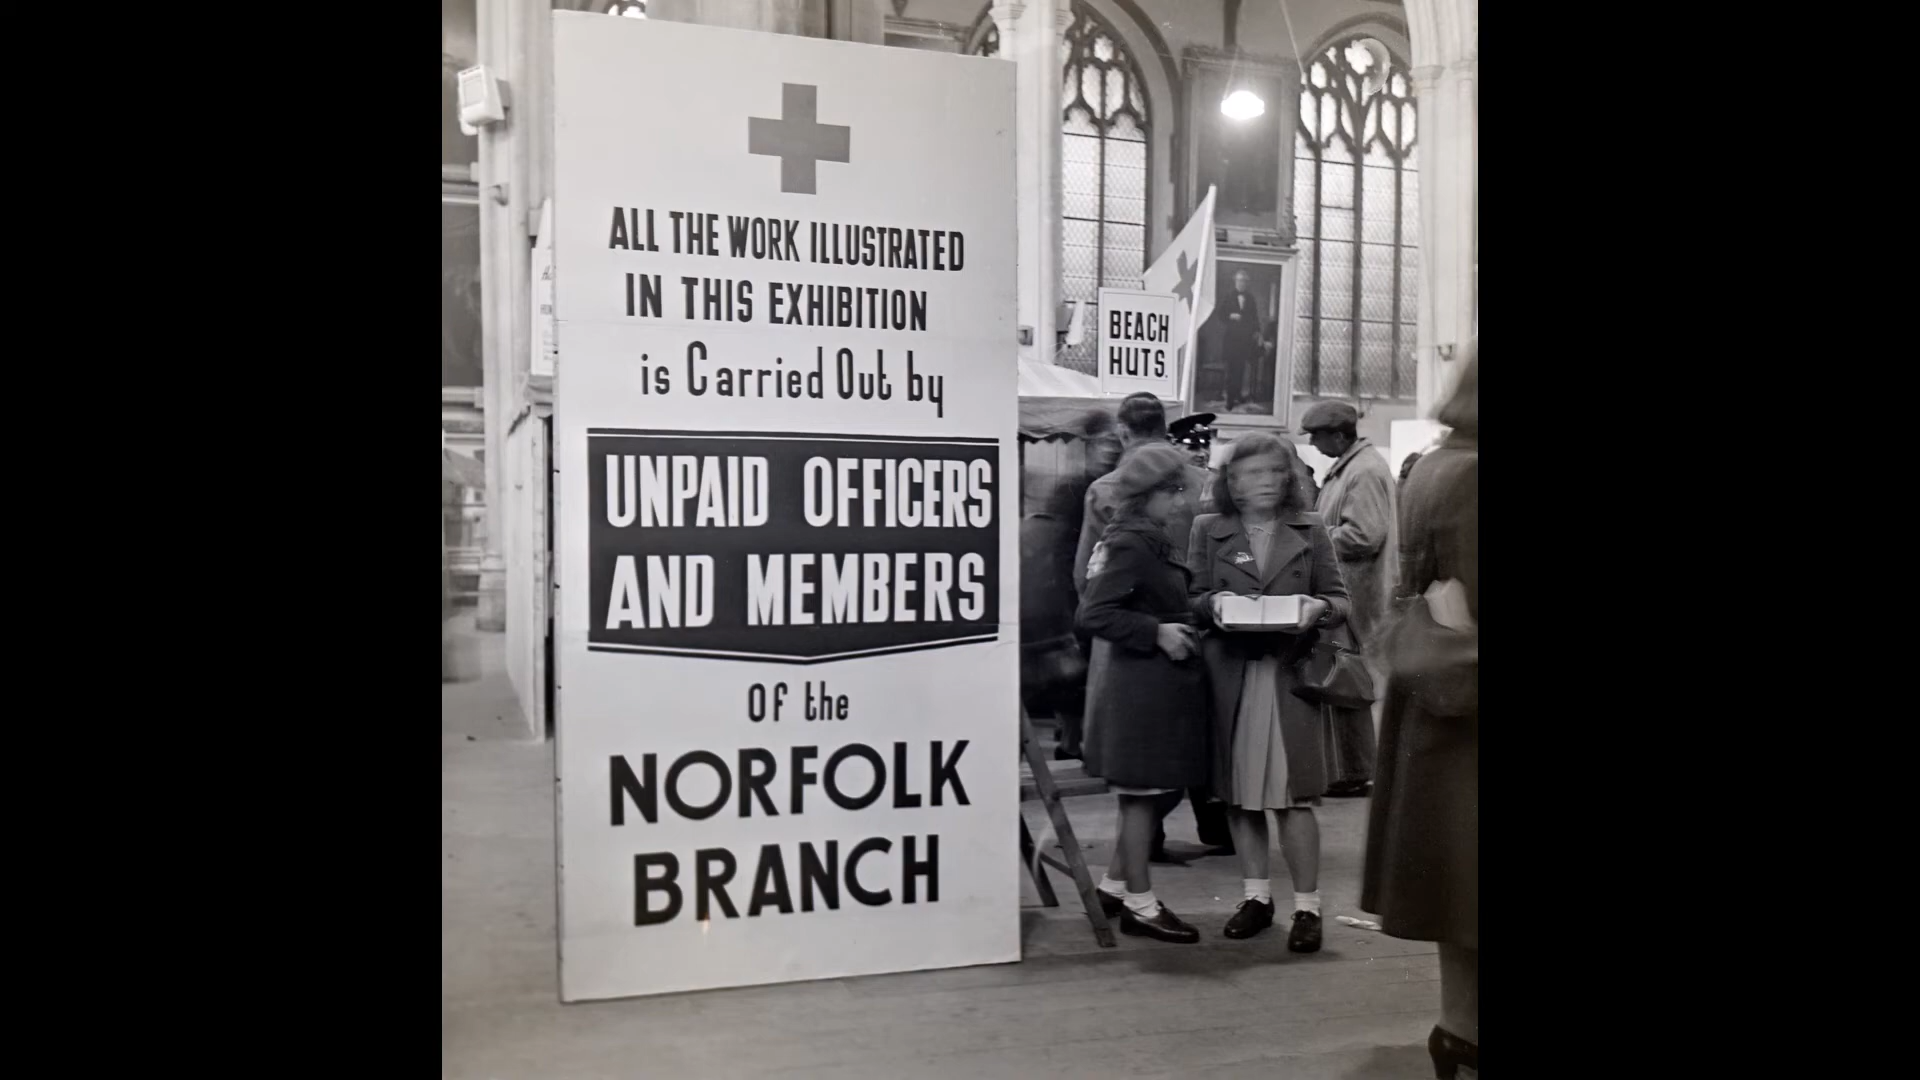 ALL THE WORK ILLUSTRATED
IN THIS EXHIBITION
is Carried Out by
UNPAID OFFICERS
AND MEMBERS
Of the
NORFOLK
BRANCH
BEACH
HUTS.